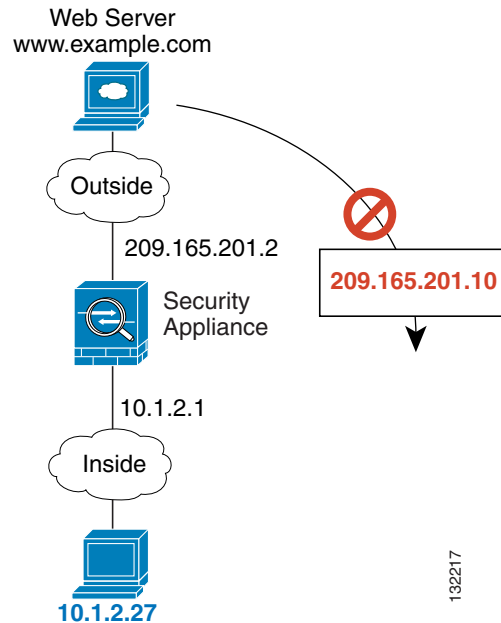 Web Server
www.example.com
Outside
209.165.201.2
209.165.201.10
Security
Appliance
10.1.2.1
Inside
10.1.2.27
132217